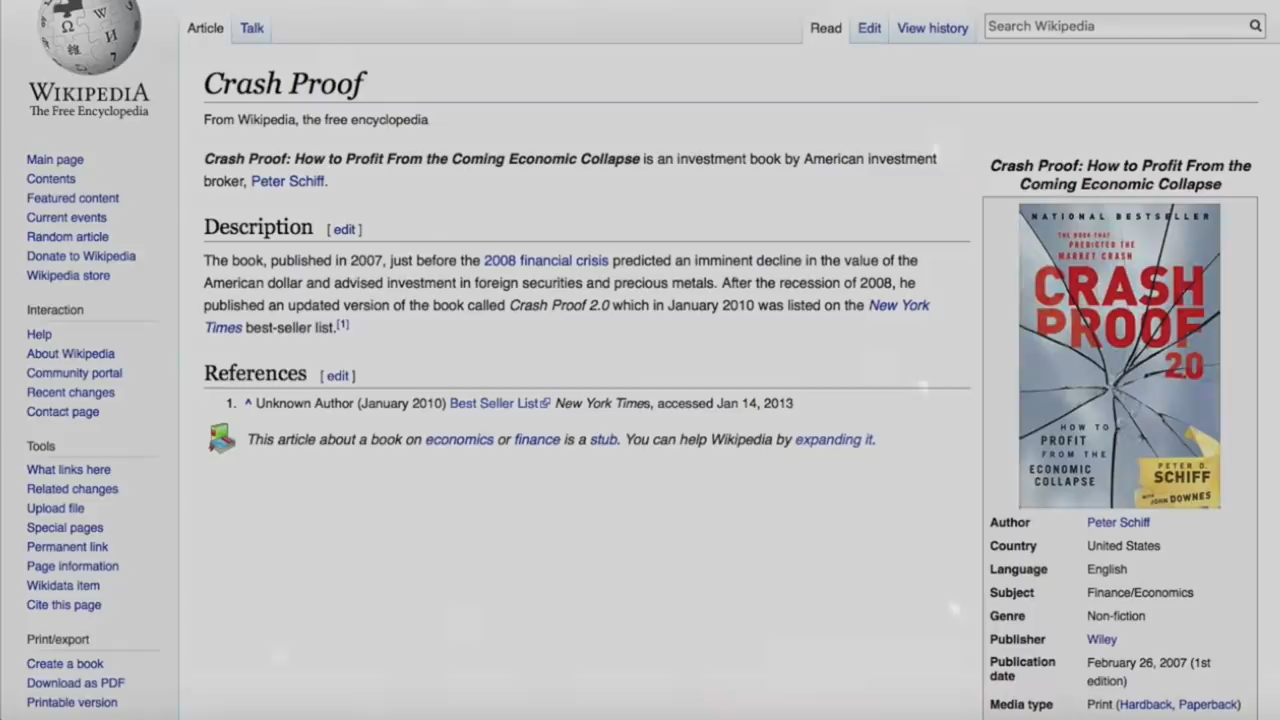 Article
Talk
Read
Edit
View history
Search Wikipedia
WIKIPEDIA
The Free Encyclopedia
Main page
Contents
Featured content
Current events
Random article
Donate to Wikipedia
Wikipedia store
Interaction
Help
About Wikipedia
Community portal
Recent changes
Contact page
Tools
What links here
Related changes
Upload file
Special pages
Permanent link
Page information
Wikidata item
Cite this page
Print/export
Create a book
Download as PDF
Printable version
Crash Proof
From Wikipedia, the free encyclopedia
Crash Proof: How to Profit From the Coming Economic Collapse is an investment book by American investment
broker, Peter Schiff.
Description [ edit ]
The book, published in 2007, just before the 2008 financial crisis predicted an imminent decline in the value of the
American dollar and advised investment in foreign securities and precious metals. After the recession of 2008, he
published an updated version of the book called Crash Proof 2.0 which in January 2010 was listed on the New York
Times best-seller list.[1]
References [ edit ]
1. ^ Unknown Author (January 2010) Best Seller List New York Times, accessed Jan 14, 2013
This article about a book on economics or finance is a stub. You can help Wikipedia by expanding it.
Crash Proof: How to Profit From the
Coming Economic Collapse
NATIONAL BESTSELLER
THE BOOK THAT
PREDICTED THE
MARKET CRASH
CRASH
PROOF
2.0
HOW TO
PROFIT
FROM THE
ECONOMIC
COLLAPSE
PETER D.
SCHIFF
WITH JOHN DOWNES
Author Peter Schiff
Country United States
Language English
Subject Finance/Economics
Genre Non-fiction
Publisher Wiley
Publication February 26, 2007 (1st
date edition)
Media type Print (Hardback, Paperback)